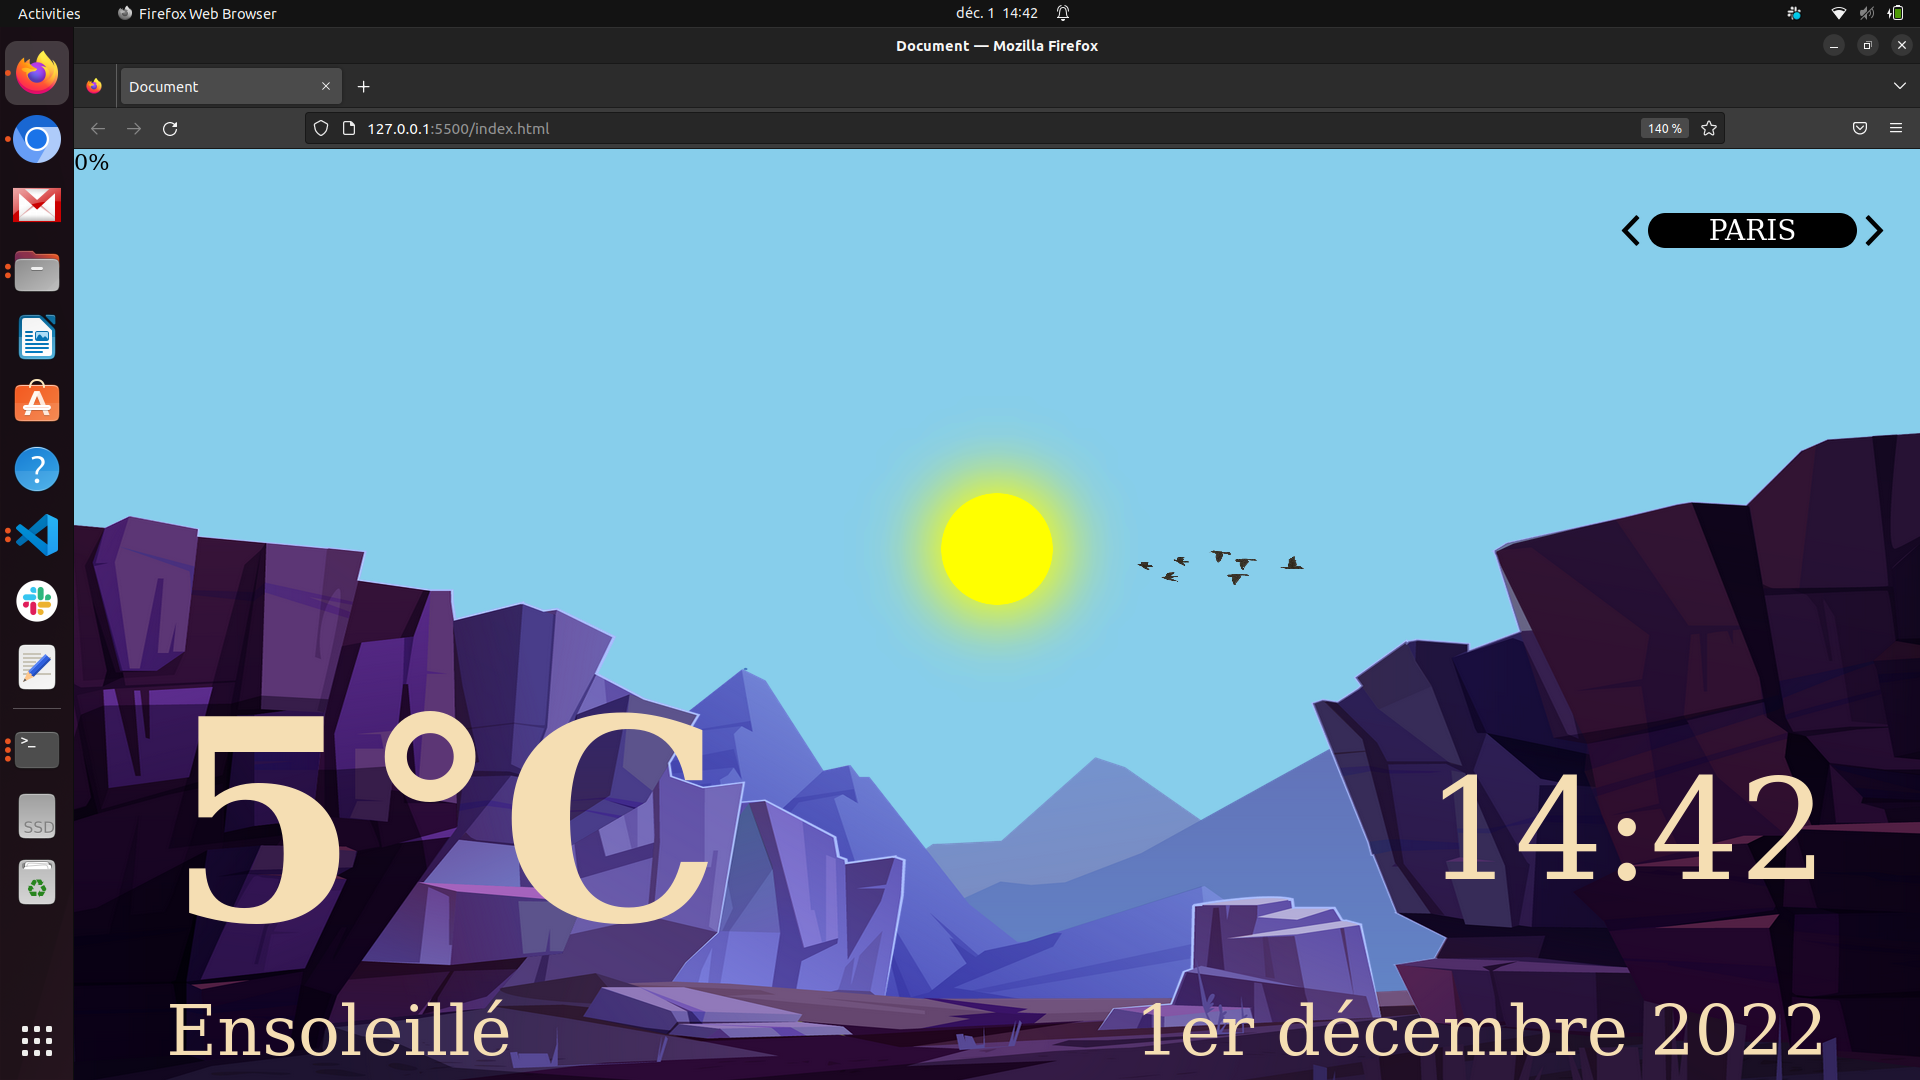 Activities
Firefox Web Browser
déc. 1 14:42
Document — Mozilla Firefox
Document
127.0.0.1:5500/index.html
140 %
0%
PARIS
SSD
5°C
14:42
Ensoleillé
1er décembre 2022